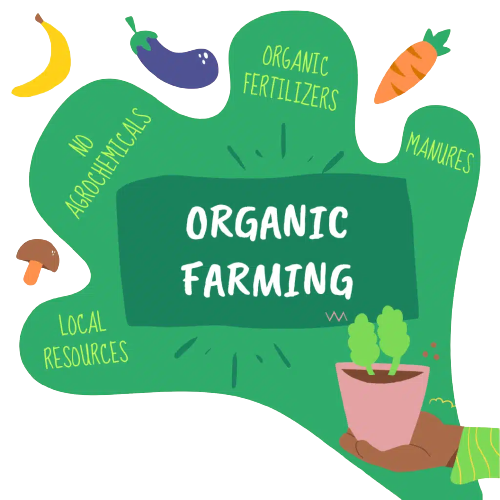 ORGANIC
FERTILIZERS
NO
AGROCHEMICALS
MANURES
ORGANIC
FARMING
LOCAL
RESOURCES